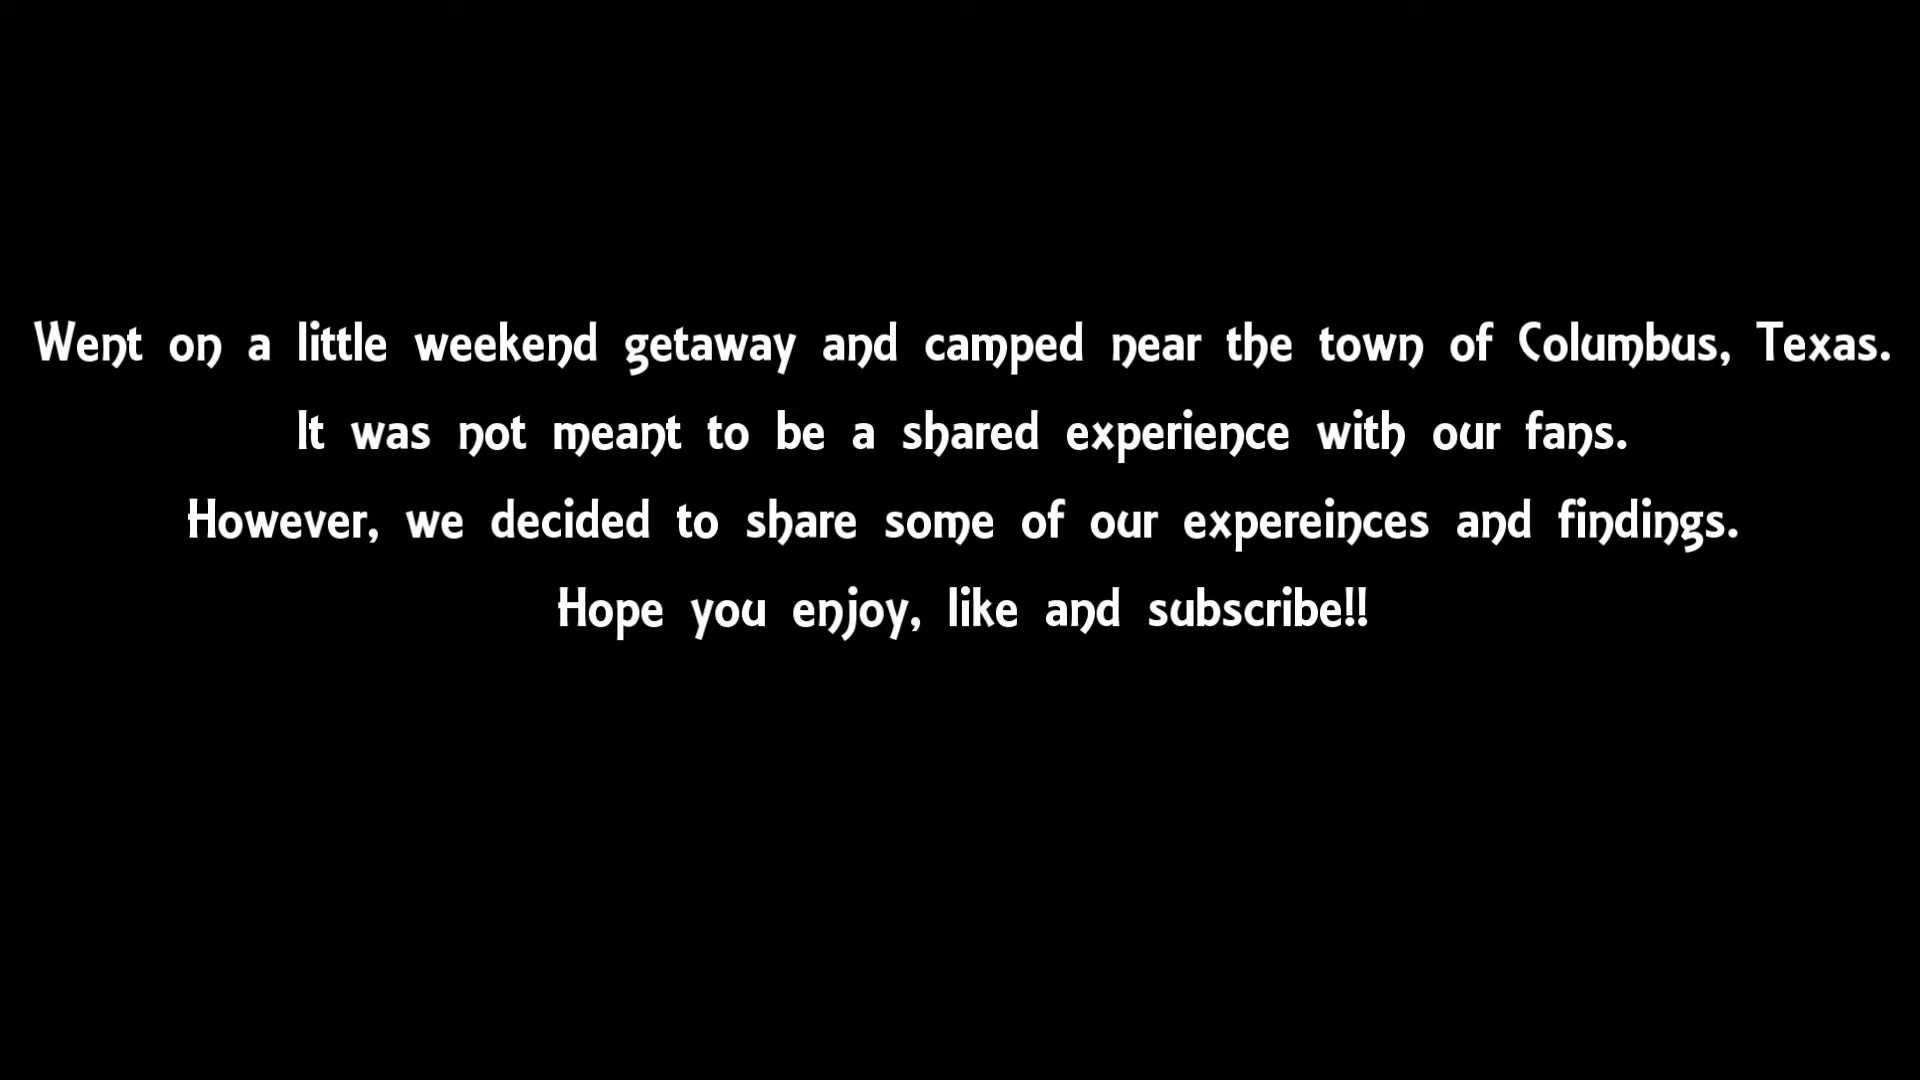 Went on a little weekend getaway and camped near the town of Columbus, Texas.
It was not meant to be a shared experience with our fans.
However, we decided to share some of our expereinces and findings.
Hope you enjoy, like and subscribe!!